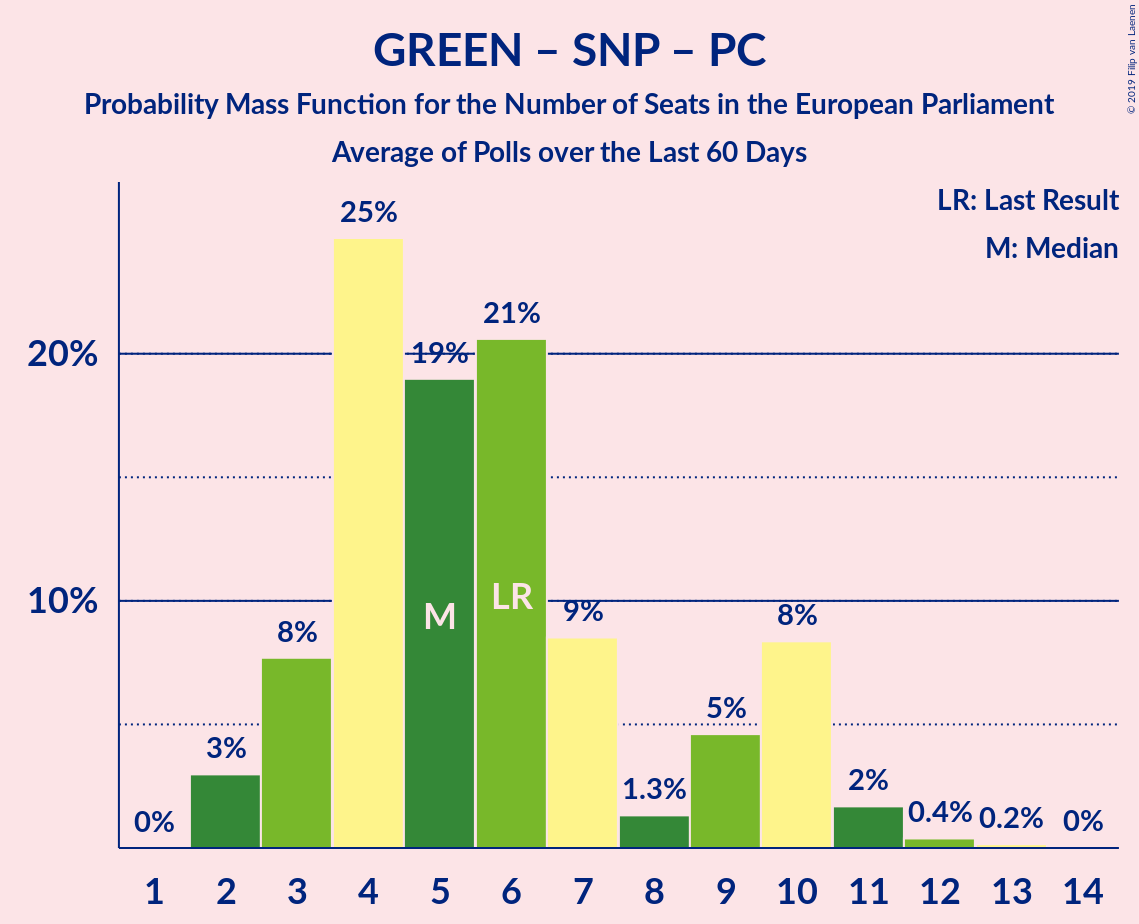 GREEN – SNP – PC
Probability Mass Function for the Number of Seats in the European Parliament
Average of Polls over the Last 60 Days
© 2019 Filip van Laenen
LR: Last Result
M: Median
25%
21%
20%
19%
LR
M
10%
9%
8%
8%
5%
3%
2%
1.3%
0.4%
0.2%
0%
0%
1 2 3 4 5 6 7 8 9 10 11 12 13 14